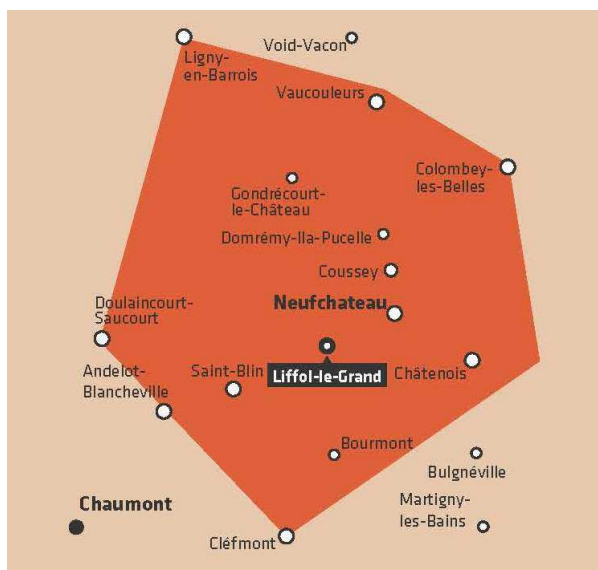 Void-Vacon
Ligny-
en-Barrois
Vaucouleurs
Colombey-
les-Belles
Gondrécourt-
le-Château
Domrémy-lla-Pucelle
Coussey
Neufchateau
Doulaincourt-
Saucourt
Andelot-
Blancheville
Saint-Blin
Liffol-le-Grand
Châtenois
Bourmont
Bulgnéville
Martigny-
les-Bains
Chaumont
Cléfmont